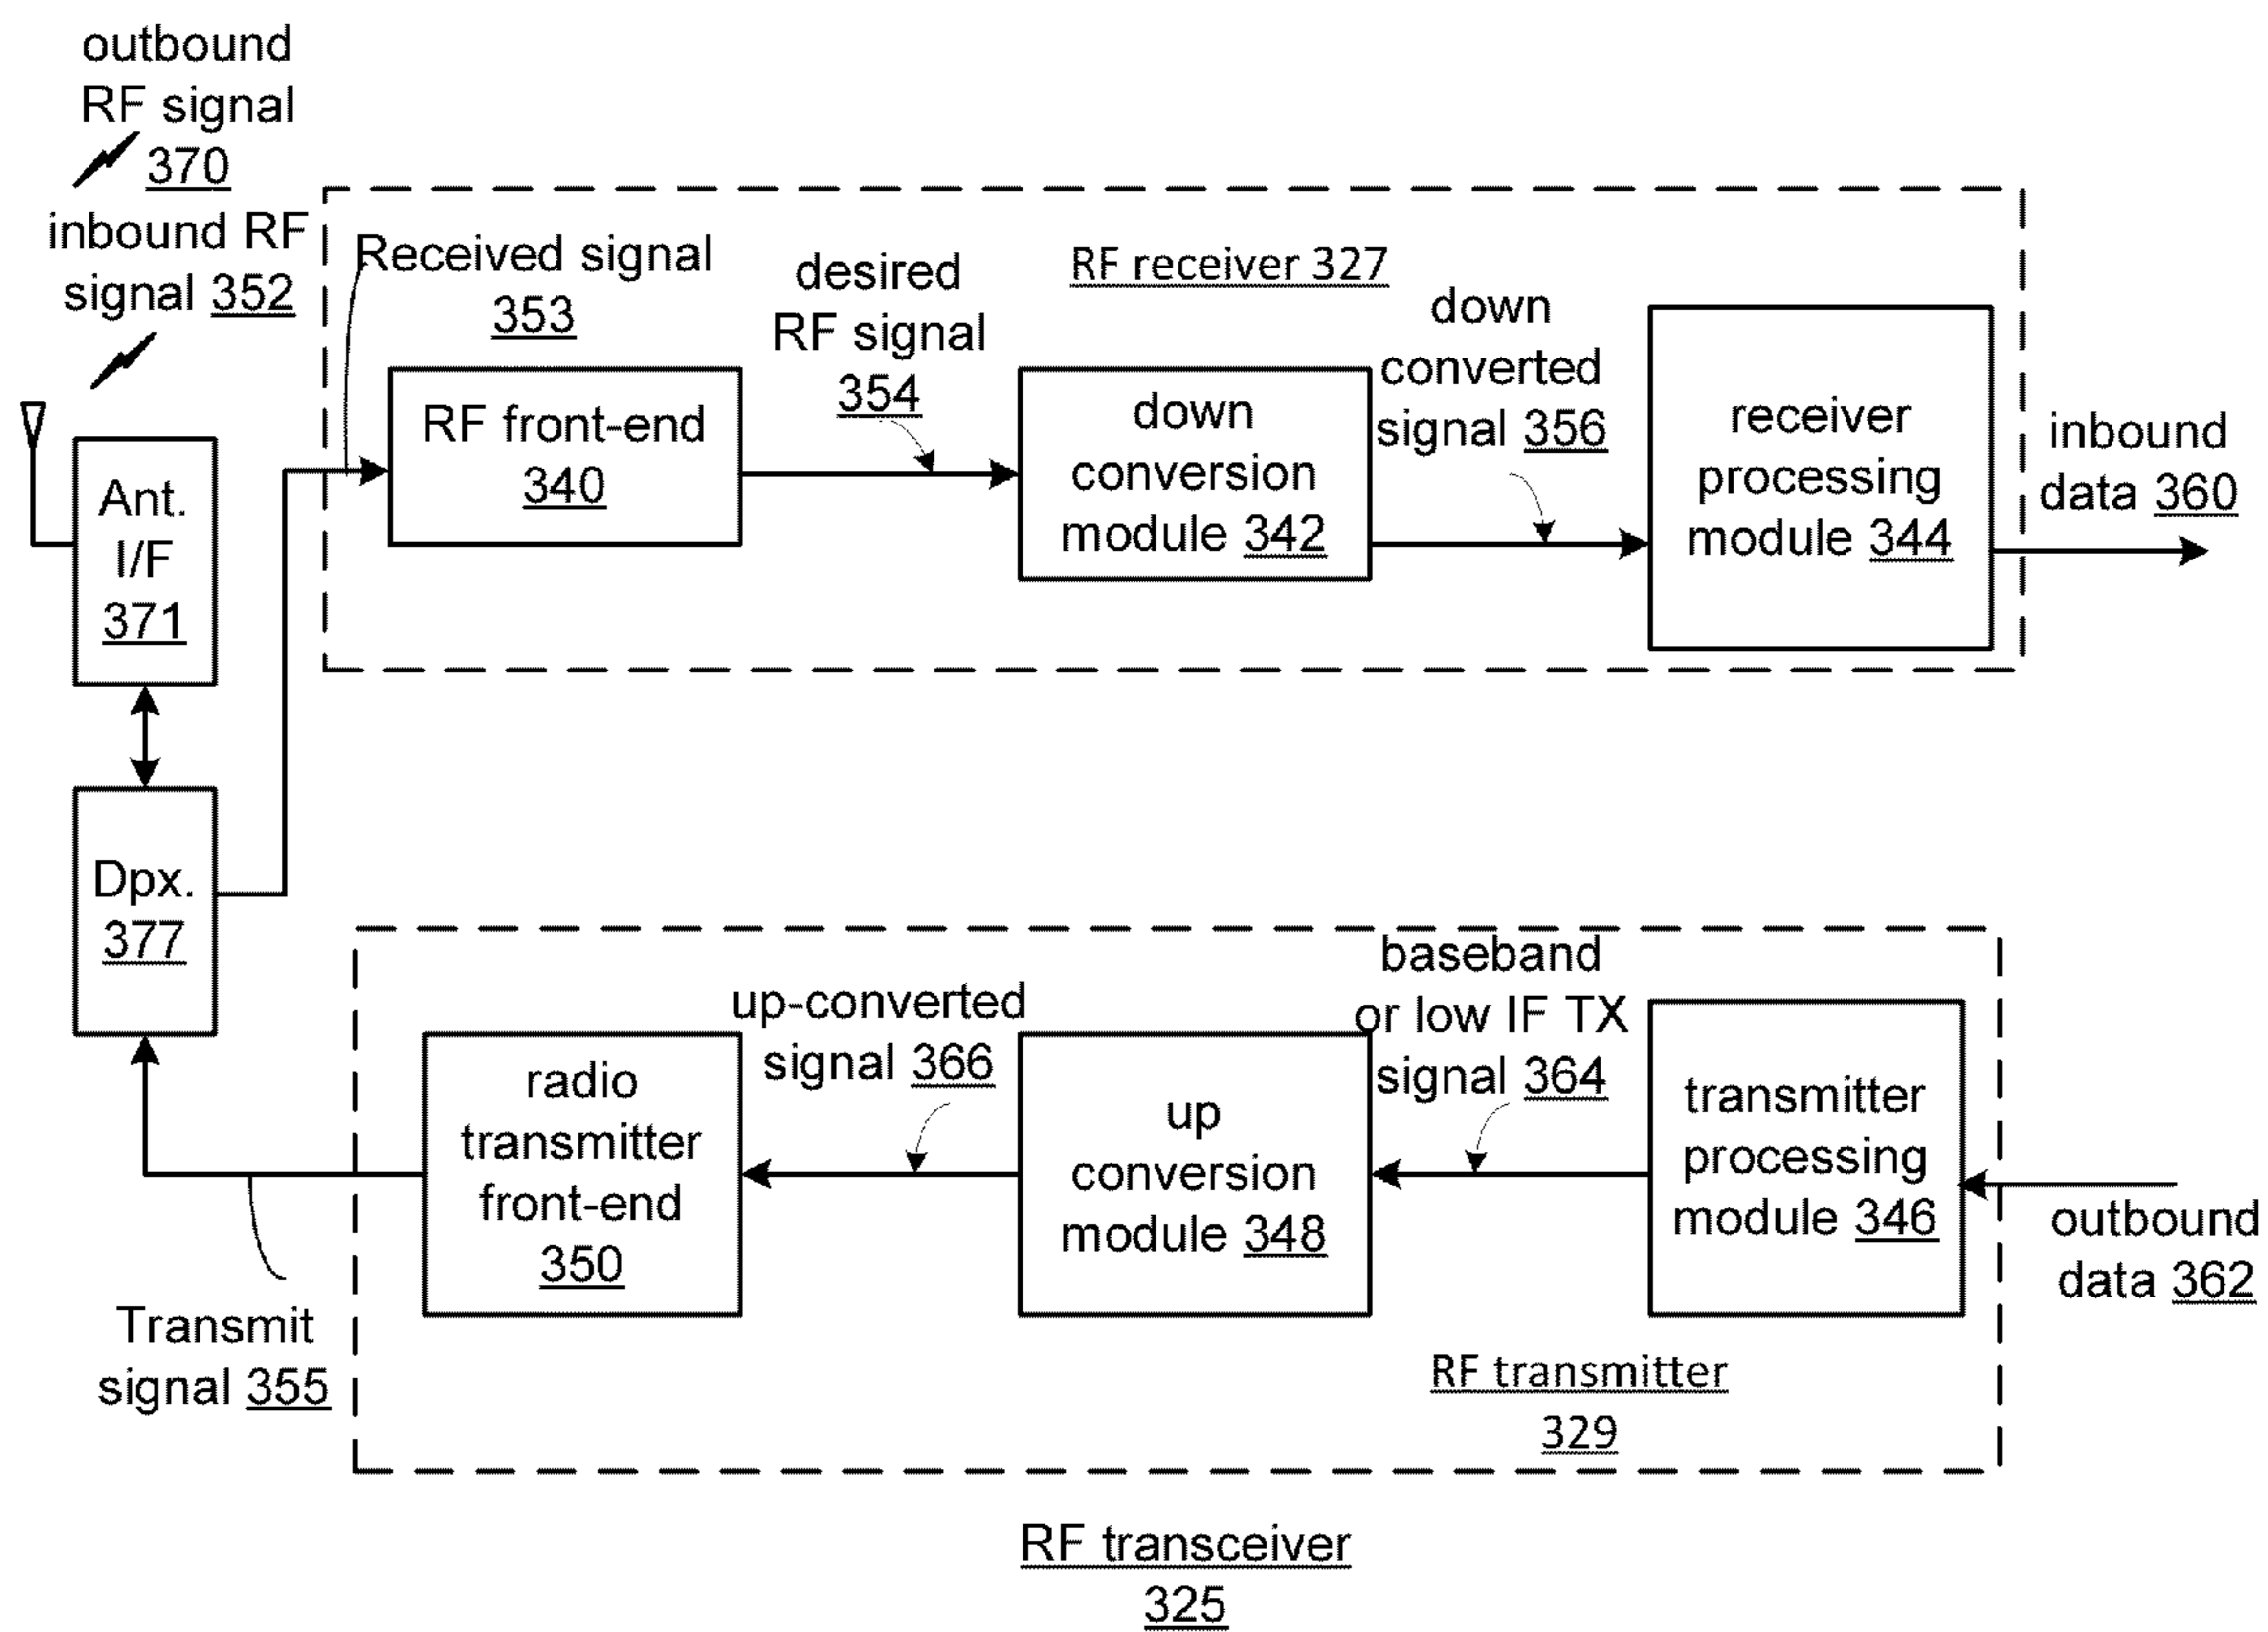 outbound
RF signal
370
inbound RF
signal 352
Received signal
353
desired
RF signal
354
RF receiver 327
down
converted
signal 356
RF front-end
340
down
conversion
module 342
receiver
processing
module 344
inbound
data 360
Ant.
I/F
371
Dpx.
377
up-converted
signal 366
baseband
or low IF TX
signal 364
radio
transmitter
front-end
350
up
conversion
module 348
transmitter
processing
module 346
outbound
data 362
Transmit
signal 355
RF transmitter
329
RF transceiver
325